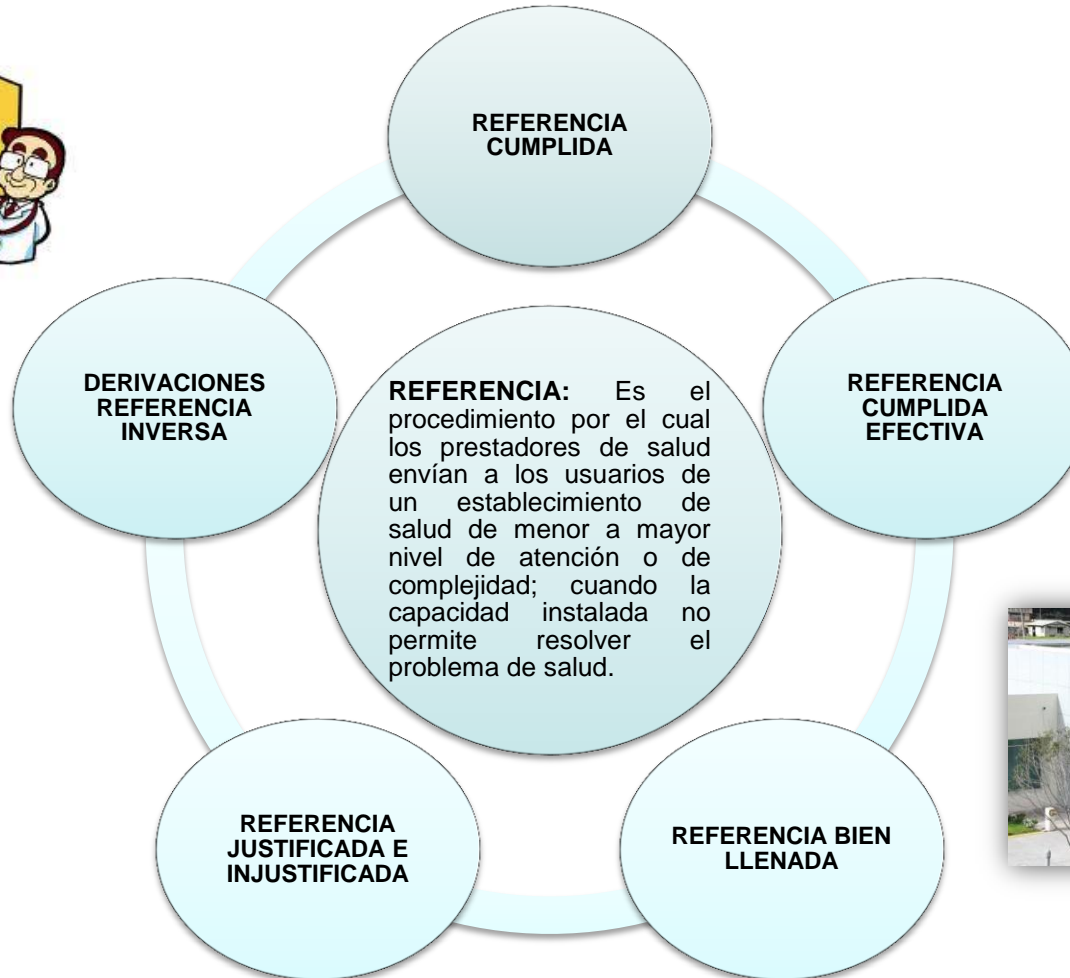 REFERENCIA
CUMPLIDA
REFERENCIA
CUMPLIDA
EFECTIVA
REFERENCIA BIEN
LLENADA
REFERENCIA
JUSTIFICADA E
INJUSTIFICADA
DERIVACIONES
REFERENCIA
INVERSA
REFERENCIA: Es el
procedimiento por el cual
los prestadores de salud
envían a los usuarios de
un establecimiento de
salud de menor a mayor
nivel de atención o de
complejidad; cuando la
capacidad instalada no
permite resolver el
problema de salud.